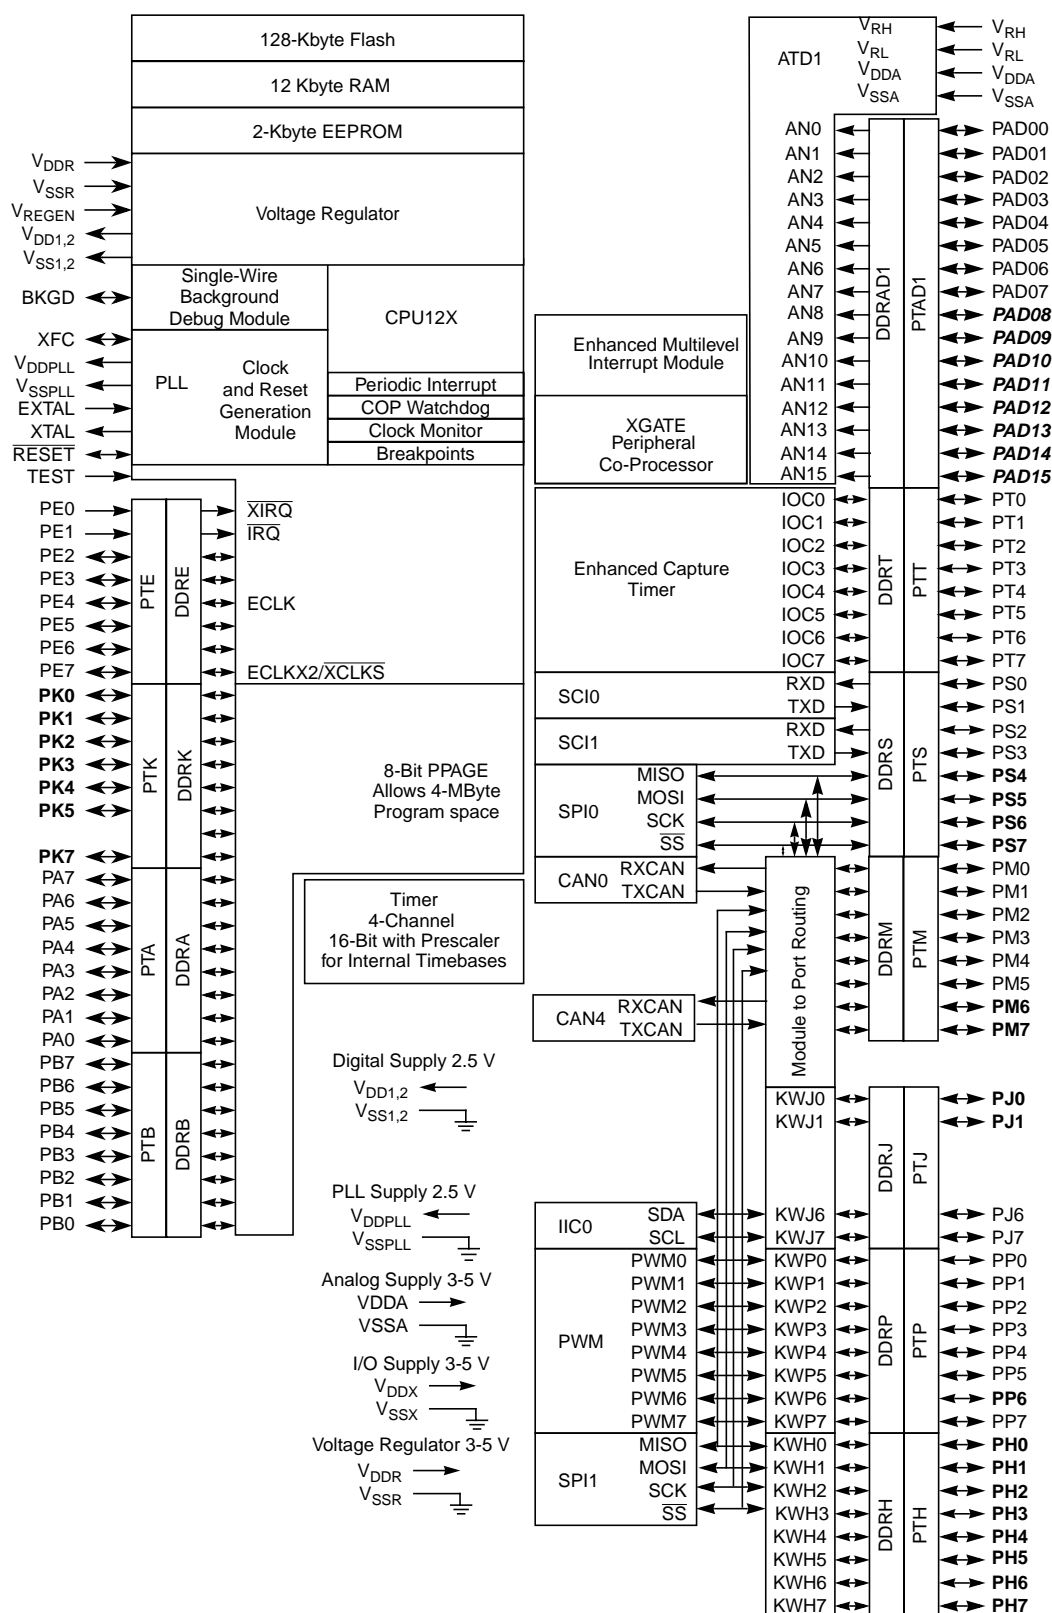 128-Kbyte Flash
12 Kbyte RAM
2-Kbyte EEPROM
VDDR
VSSR
VREGEN
VDD1,2
VSS1,2
Voltage Regulator
BKGD
Single-Wire
Background
Debug Module
CPU12X
XFC
VDDPLL
VSSPLL
EXTAL
XTAL
RESET
TEST
PLL
Clock
and Reset
Generation
Module
Periodic Interrupt
COP Watchdog
Clock Monitor
Breakpoints
PE0
PE1
PE2
PE3
PE4
PE5
PE6
PE7
PTE
DDRE
XIRQ
IRQ
ECLK
ECLKX2/XCLKS
PK0
PK1
PK2
PK3
PK4
PK5
PK7
PTK
DDRK
8-Bit PPAGE
Allows 4-MByte
Program space
PA7
PA6
PA5
PA4
PA3
PA2
PA1
PA0
PTA
DDRA
Timer
4-Channel
16-Bit with Prescaler
for Internal Timebases
PB7
PB6
PB5
PB4
PB3
PB2
PB1
PB0
PTB
DDRB
Digital Supply 2.5 V
VDD1,2
VSS1,2
PLL Supply 2.5 V
VDDPLL
VSSPLL
Analog Supply 3-5 V
VDDA
VSSA
I/O Supply 3-5 V
VDDX
VSSX
Voltage Regulator 3-5 V
VDDR
VSSR
ATD1
VRH
VRL
VDDA
VSSA
VRH
VRL
VDDA
VSSA
AN0
AN1
AN2
AN3
AN4
AN5
AN6
AN7
AN8
AN9
AN10
AN11
AN12
AN13
AN14
AN15
DDRAD1
PTAD1
PAD00
PAD01
PAD02
PAD03
PAD04
PAD05
PAD06
PAD07
PAD08
PAD09
PAD10
PAD11
PAD12
PAD13
PAD14
PAD15
Enhanced Multilevel
Interrupt Module
XGATE
Peripheral
Co-Processor
Enhanced Capture
Timer
IOC0
IOC1
IOC2
IOC3
IOC4
IOC5
IOC6
IOC7
DDRT
PTT
PT0
PT1
PT2
PT3
PT4
PT5
PT6
PT7
SCI0
RXD
TXD
SCI1
RXD
TXD
SPI0
MISO
MOSI
SCK
SS
DDRS
PTS
PS0
PS1
PS2
PS3
PS4
PS5
PS6
PS7
CAN0
RXCAN
TXCAN
CAN4
RXCAN
TXCAN
Module to Port Routing
DDRM
PTM
PM0
PM1
PM2
PM3
PM4
PM5
PM6
PM7
KWJ0
KWJ1
KWJ6
KWJ7
DDRJ
PTJ
PJ0
PJ1
PJ6
PJ7
IIC0
SDA
SCL
PWM
PWM0
PWM1
PWM2
PWM3
PWM4
PWM5
PWM6
PWM7
KWP0
KWP1
KWP2
KWP3
KWP4
KWP5
KWP6
KWP7
DDRP
PTP
PP0
PP1
PP2
PP3
PP4
PP5
PP6
PP7
SPI1
MISO
MOSI
SCK
SS
KWH0
KWH1
KWH2
KWH3
KWH4
KWH5
KWH6
KWH7
DDRH
PTH
PH0
PH1
PH2
PH3
PH4
PH5
PH6
PH7